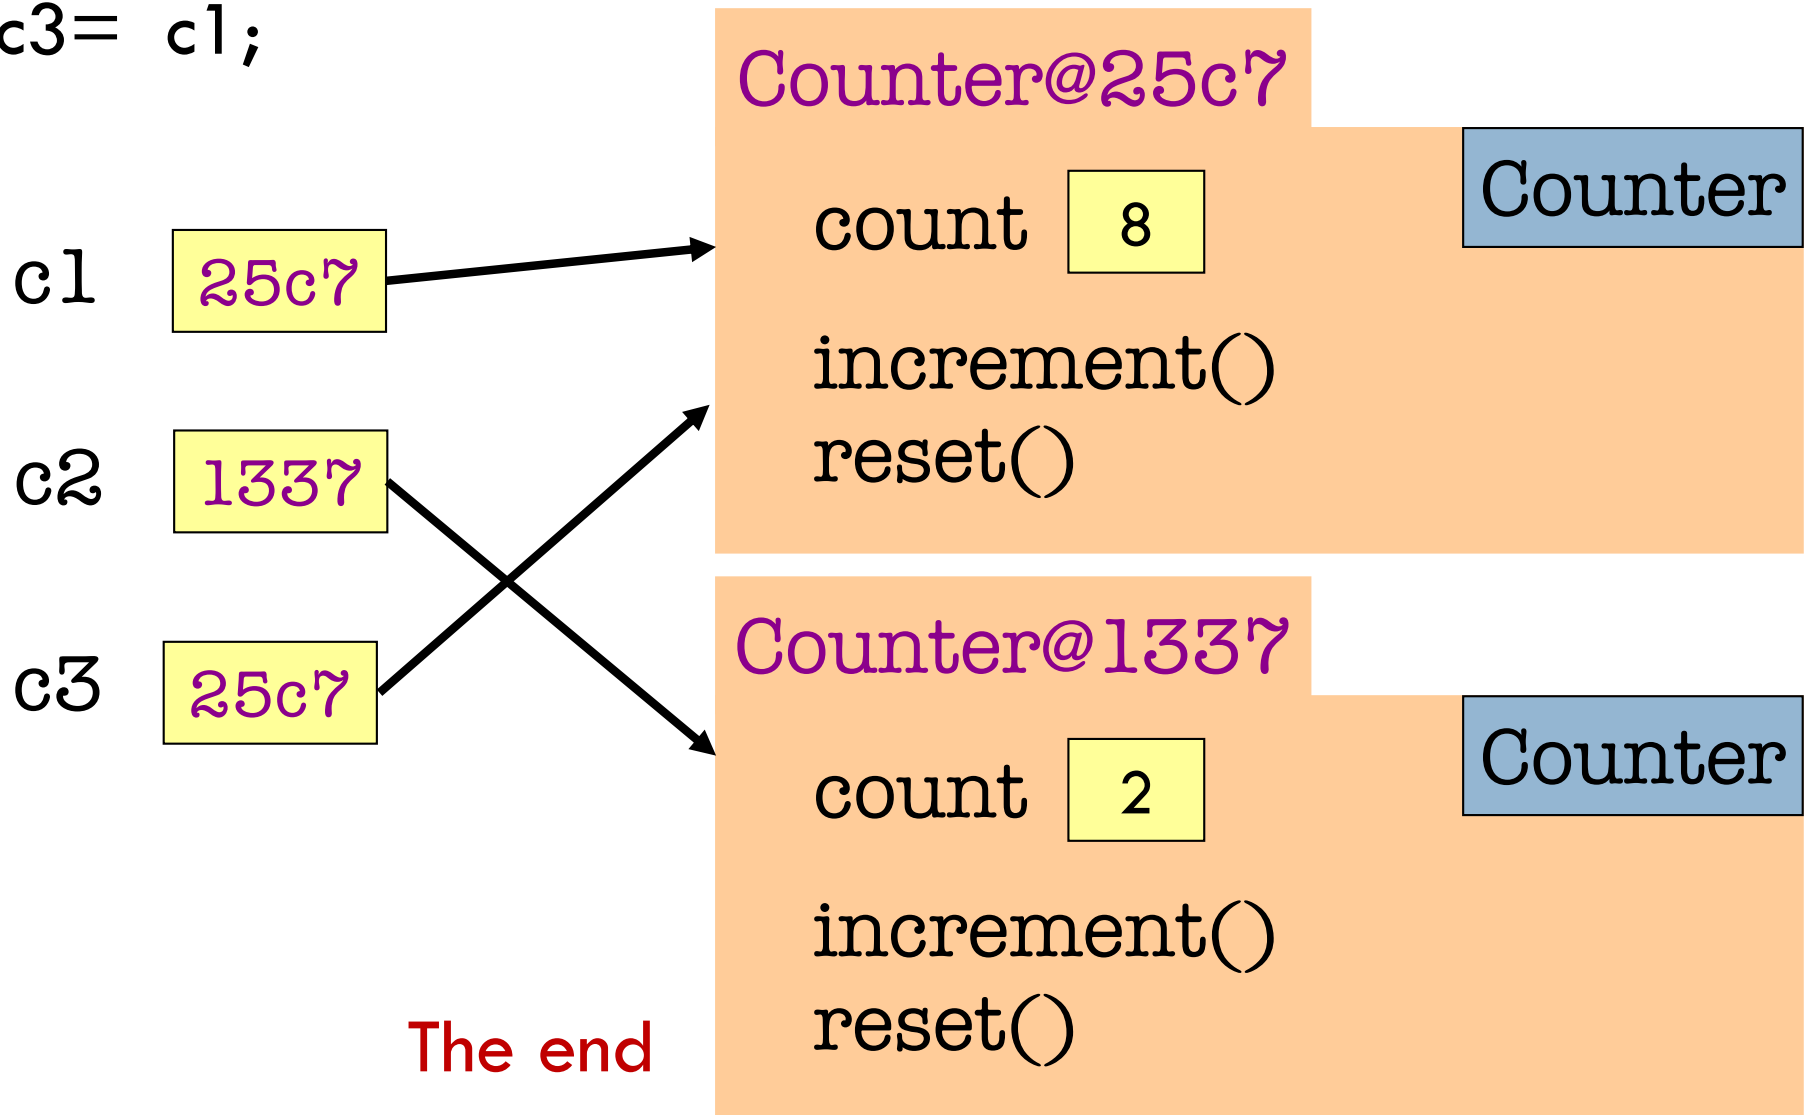 c3= c1;
Counter@25c7
Counter
count 8
c1 25c7
increment()
reset()
c2 1337
c3 25c7
Counter@1337
Counter
count 2
increment()
reset()
The end